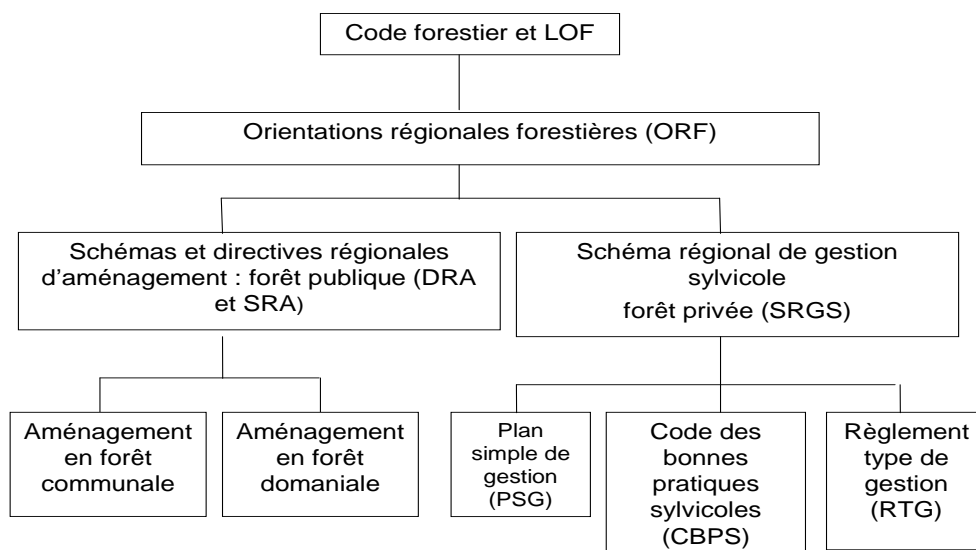 Code forestier et LOF
Orientations régionales forestières (ORF)
Schémas et directives régionales
d'aménagement : forêt publique (DRA
et SRA)
Schéma régional de gestion
sylvicole
forêt privée (SRGS)
Aménagement
en forêt
communale
Aménagement
en forêt
domaniale
Plan
simple de
gestion
(PSG)
Code des
bonnes
pratiques
sylvicoles
(CBPS)
Règlement
type de
gestion
(RTG)